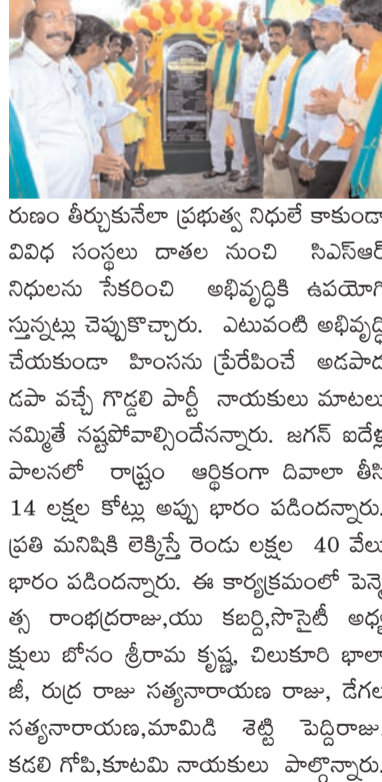 రుణం తీర్చుకునేలా ప్రభుత్వ నిధులే కాకుండా
వివిధ సంస్థలు దాతల నుంచి సిఎస్ఆర్
నిధులను సేకరించి అభివృద్ధికి ఉపయోగి
స్తున్నట్లు చెప్పుకొచ్చారు. ఎటువంటి అభివృద్ధి
చేయకుండా హింసను ప్రేరేపించే అడపాద
డపా వచ్చే గొడ్డలి పార్టీ నాయకులు మాటలు
నమ్మితే నష్టపోవాల్సిందేనన్నారు. జగన్ ఐదేళ్ల
పాలనలో రాష్ట్రం ఆర్థికంగా దివాలా తీసి
14 లక్షల కోట్లు అప్పు భారం పడిందన్నారు.
ప్రతి మనిషికి లెక్కిస్తే రెండు లక్షల 40 వేలు
భారం పడిందన్నారు. ఈ కార్యక్రమంలో పెన్మె
త్స రాంభద్రరాజు,యు కబర్ది,సొసైటీ అధ్య
క్షులు బోనం శ్రీరామ కృష్ణ, చిలుకూరి భాలా
జీ, రుద్ర రాజు సత్యనారాయణ రాజు, డేగల
సత్యనారాయణ,మామిడి శెట్టి పెద్దిరాజు,
కడలి గోపి,కూటమి నాయకులు పాల్గొన్నారు.